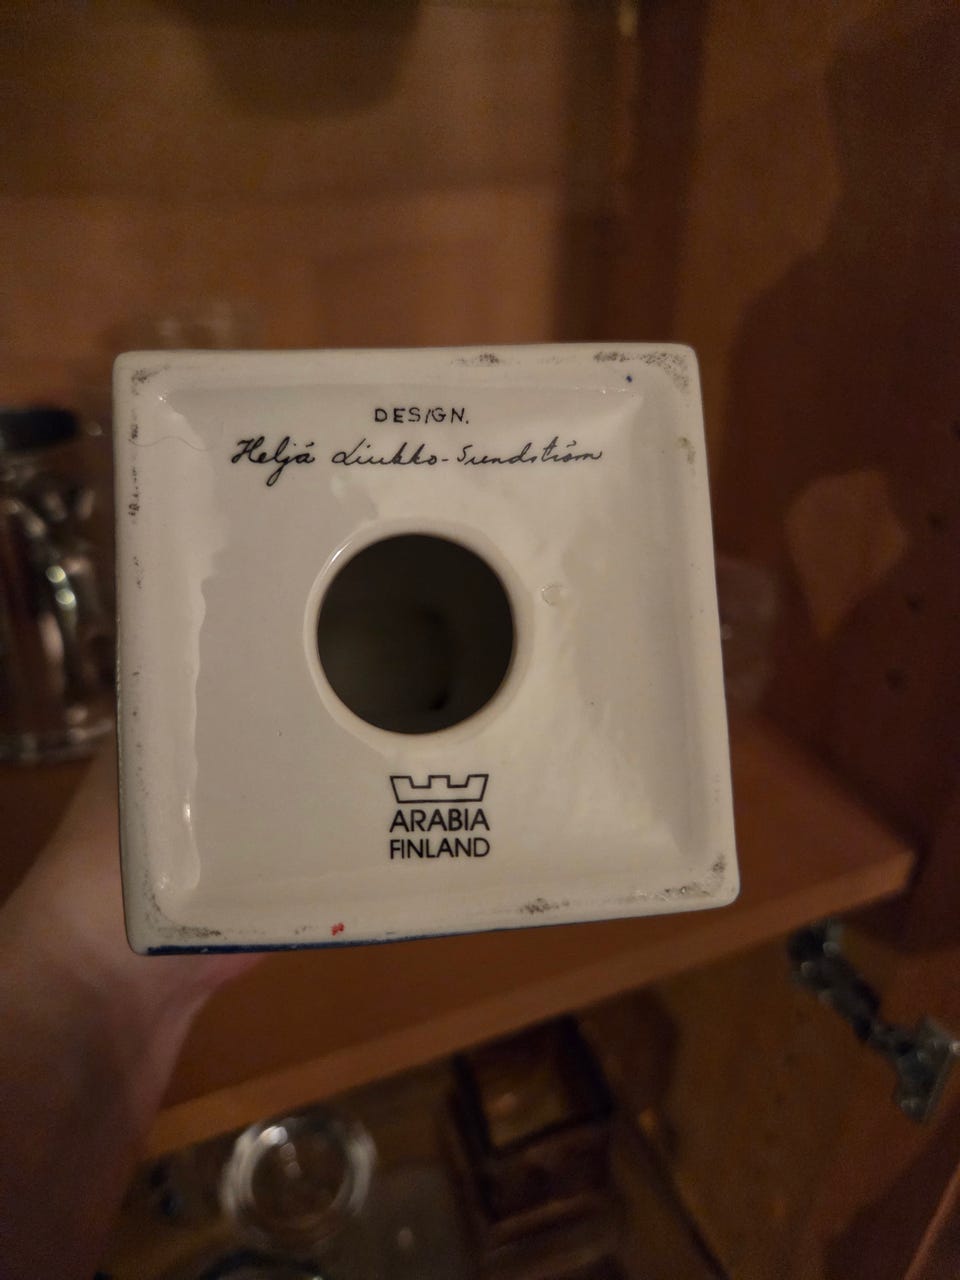 DESIGN.
Heljä Liukko-Sundström
ARABIA
FINLAND